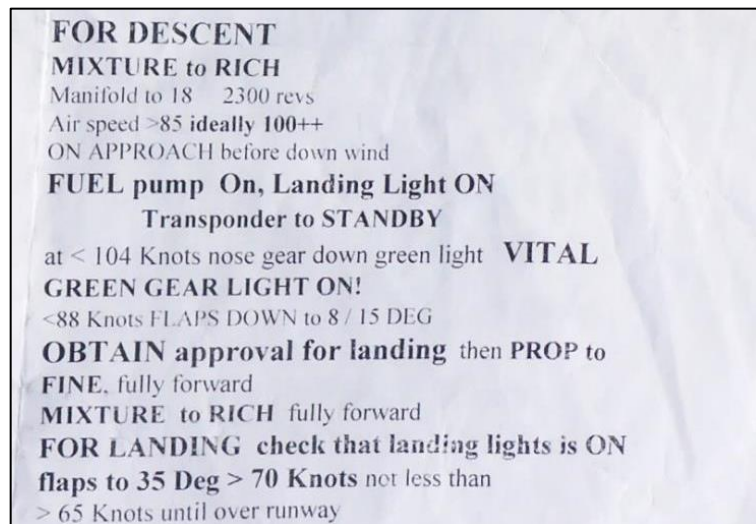 FOR DESCENT
MIXTURE to RICH
Manifold to 18 2300 revs
Air speed >85 ideally 100++
ON APPROACH before down wind
FUEL pump On, Landing Light ON
Transponder to STANDBY
at < 104 Knots nose gear down green light VITAL
GREEN GEAR LIGHT ON!
<88 Knots FLAPS DOWN to 8 / 15 DEG
OBTAIN approval for landing then PROP to
FINE, fully forward
MIXTURE to RICH fully forward
FOR LANDING check that landing lights is ON
flaps to 35 Deg > 70 Knots not less than
> 65 Knots until over runway